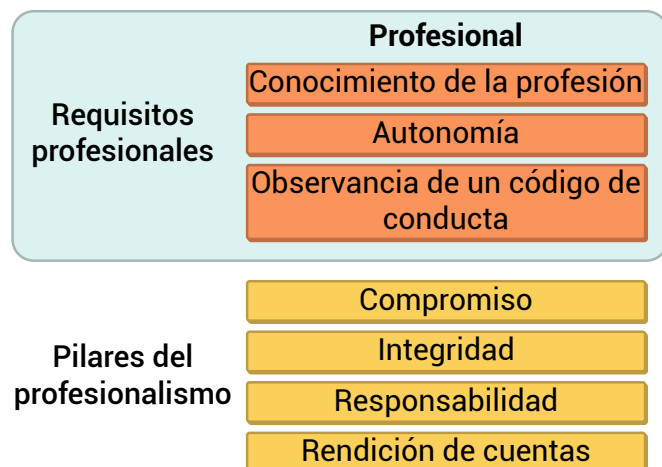 Profesional
Requisitos
profesionales
Conocimiento de la profesión
Autonomía
Observancia de un código de
conducta
Pilares del
profesionalismo
Compromiso
Integridad
Responsabilidad
Rendición de cuentas